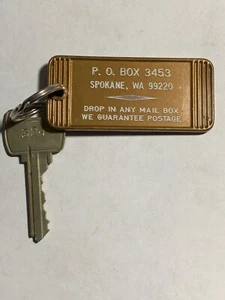 P. O. BOX 3453
SPOKANE, WA 99220
DROP IN ANY MAIL BOX
WE GUARANTEE POSTAGE